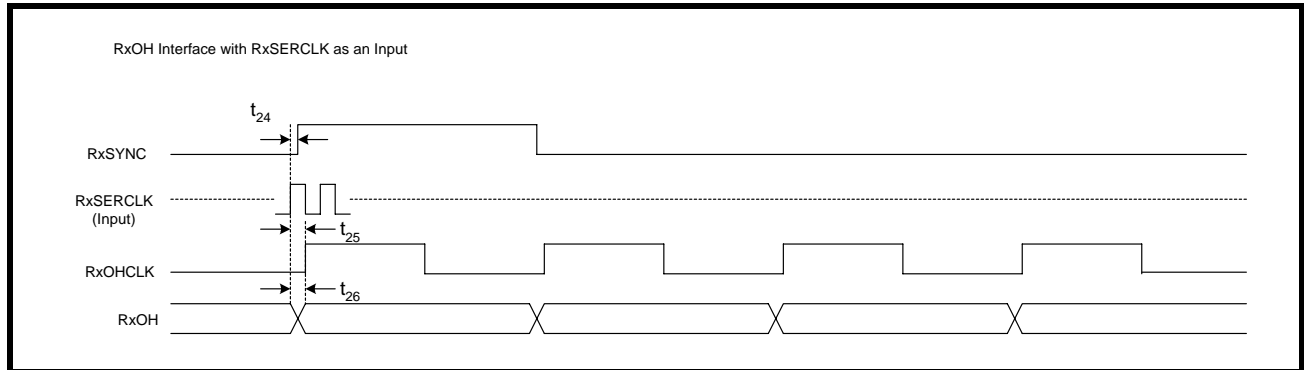 RxOH Interface with RxSERCLK as an Input
t24
RxSYNC
RxSERCLK
(Input)
t25
RxOHCLK
t26
RxOH